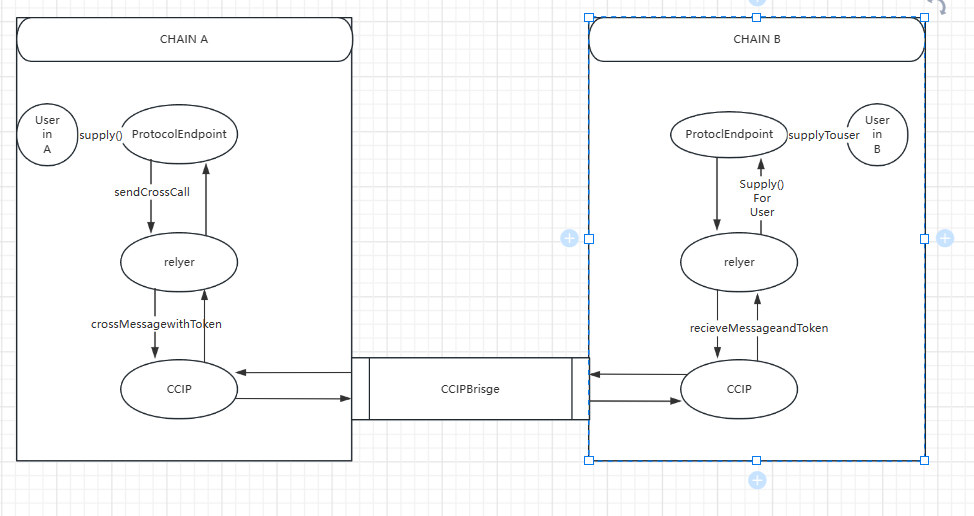 CHAIN A
User
in
A
supply()
ProtocolEndpoint
sendCrossCall
relyer
crossMessagewithToken
CCIP
CCIPBrisge
CHAIN B
ProtoclEndpoint
supplyTouser
User
in
B
Supply()
For
User
relyer
recieveMessageandToken
CCIP